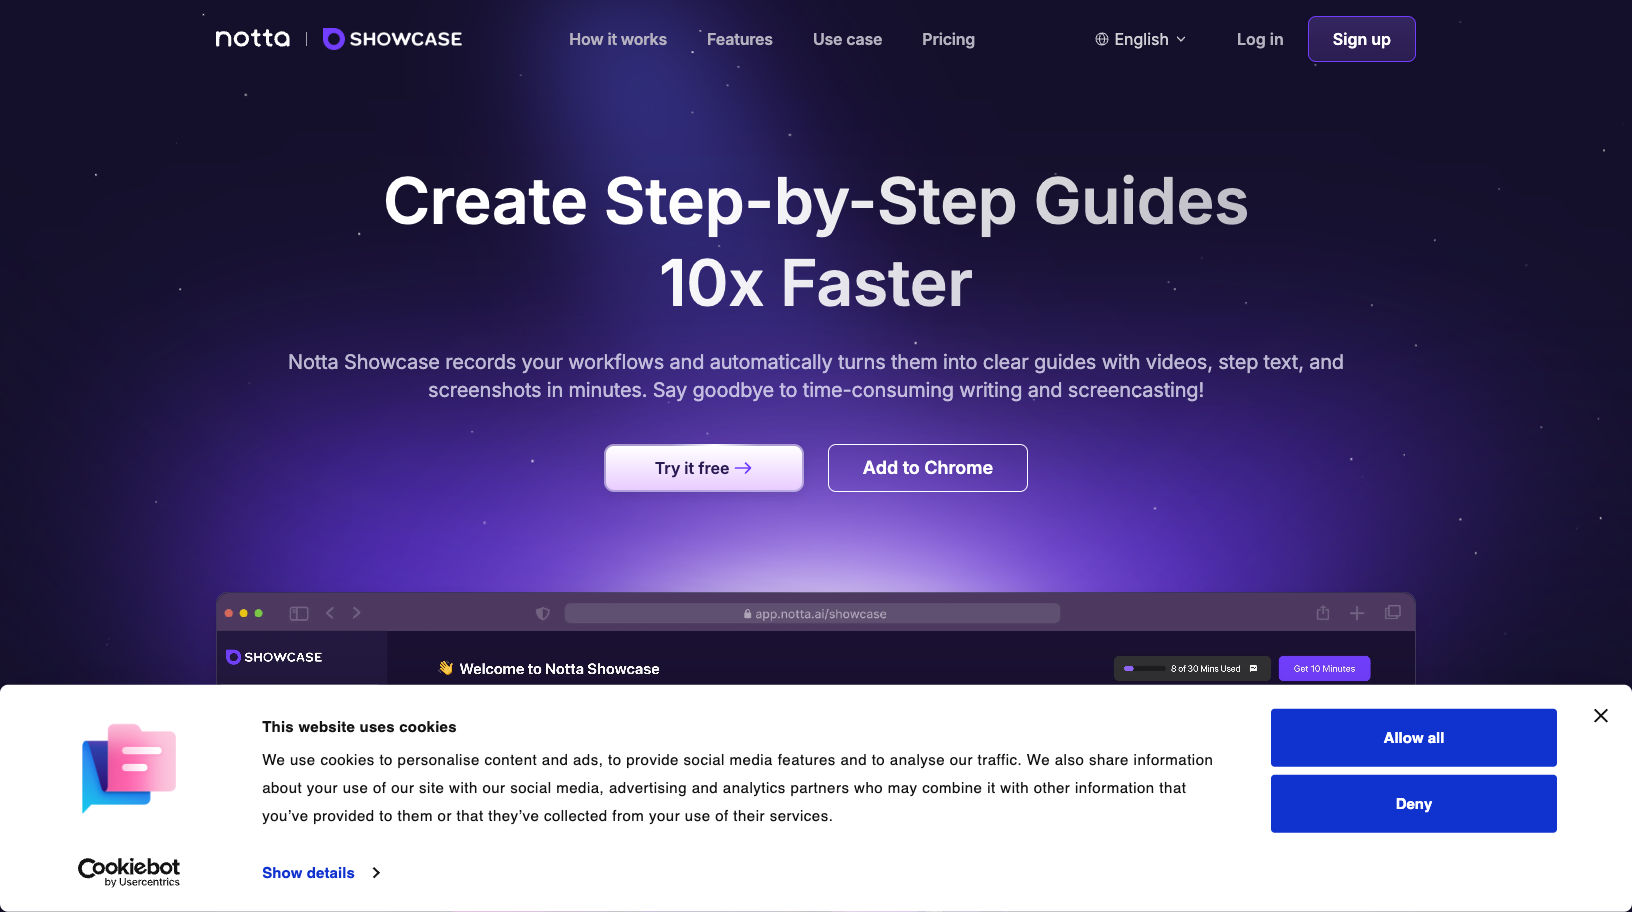 notta | SHOWCASE
How it works
Features
Use case
Pricing
English
Log in
Sign up
Create Step-by-Step Guides
10x Faster
Notta Showcase records your workflows and automatically turns them into clear guides with videos, step text, and
screenshots in minutes. Say goodbye to time-consuming writing and screencasting!
Try it free
Add to Chrome
app.notta.ai/showcase
SHOWCASE
👋 Welcome to Notta Showcase
8 of 30 Mins Used
Get 10 Minutes
This website uses cookies
We use cookies to personalise content and ads, to provide social media features and to analyse our traffic. We also share information
about your use of our site with our social media, advertising and analytics partners who may combine it with other information that
you’ve provided to them or that they’ve collected from your use of their services.
Show details
Allow all
Deny
Cookiebot
by Usercentrics